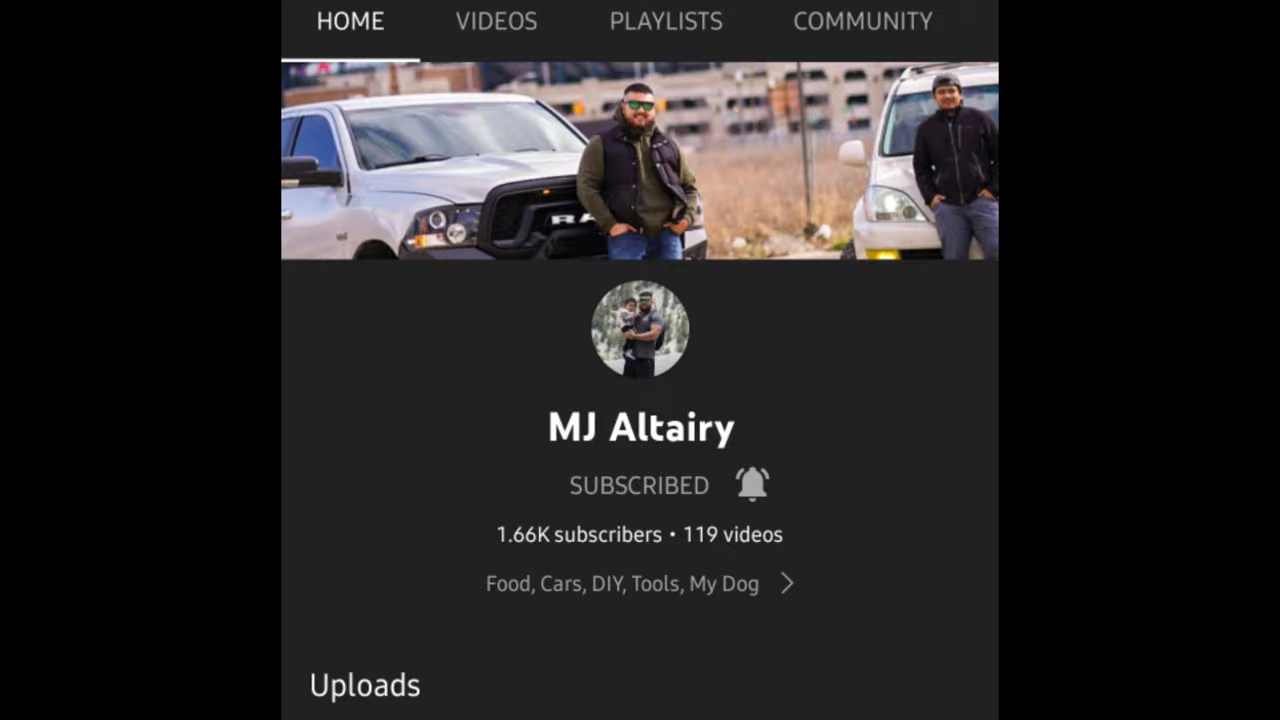 HOME VIDEOS PLAYLISTS COMMUNITY
RA
MJ Altairy
SUBSCRIBED
1.66K subscribers • 119 videos
Food, Cars, DIY, Tools, My Dog
Uploads